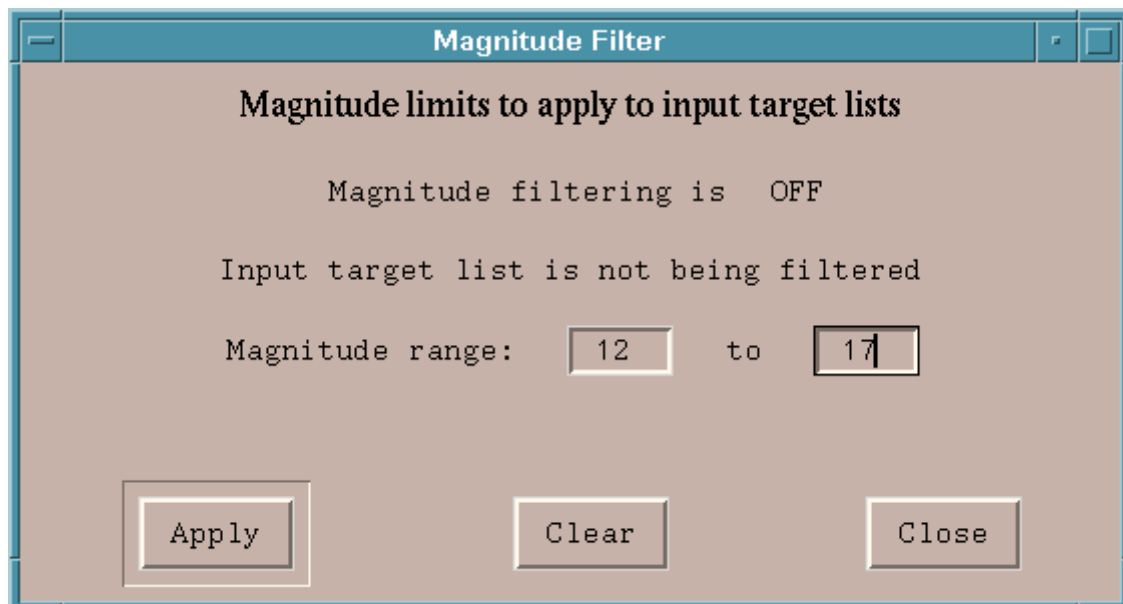 Magnitude Filter
Magnitude limits to apply to input target lists
Magnitude filtering is OFF
Input target list is not being filtered
Magnitude range: 12 to 17
Apply Clear Close